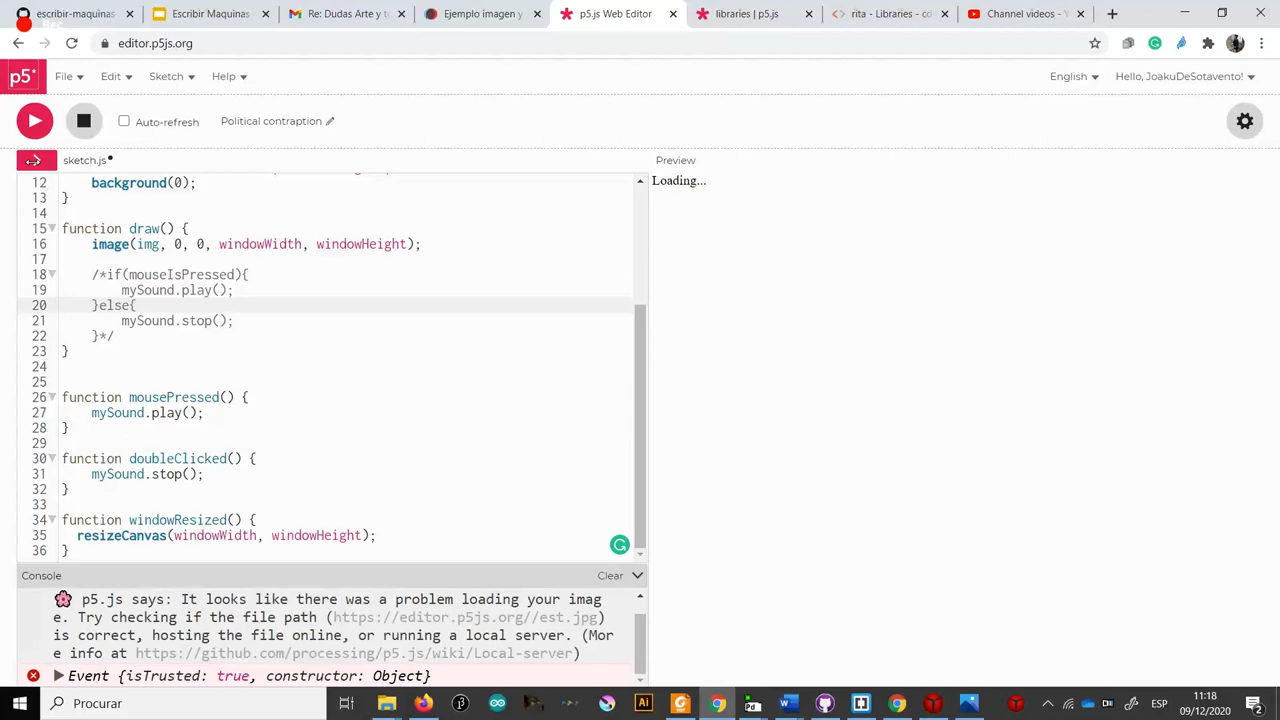 escribir-maquinas
Escribir Maquinas
Re: Dudas Arte y t
Ejemplo imagen y
p5.js Web Editor
libraries | p5.js
rita - Libraries - cd
Channel videos - Y
editor.p5js.org
p5* File Edit Sketch Help English Hello, JoakuDeSotavento!
Auto-refresh Political contraption
sketch.js Preview
Loading...
12 background(0);
13 }
14
15 function draw() {
16 image(img, 0, 0, windowWidth, windowHeight);
17
18 /*if(mouseIsPressed){
19 mySound.play();
20 }else{
21 mySound.stop();
22 }*/
23 }
24
25
26 function mousePressed() {
27 mySound.play();
28 }
29
30 function doubleClicked() {
31 mySound.stop();
32 }
33
34 function windowResized() {
35 resizeCanvas(windowWidth, windowHeight);
36 }
Console Clear
🌸 p5.js says: It looks like there was a problem loading your imag
e. Try checking if the file path (https://editor.p5js.org//est.jpg)
is correct, hosting the file online, or running a local server. (Mor
e info at https://github.com/processing/p5.js/wiki/Local-server)
Event {isTrusted: true, constructor: Object}
Procurar
ESP
11:18
09/12/2020